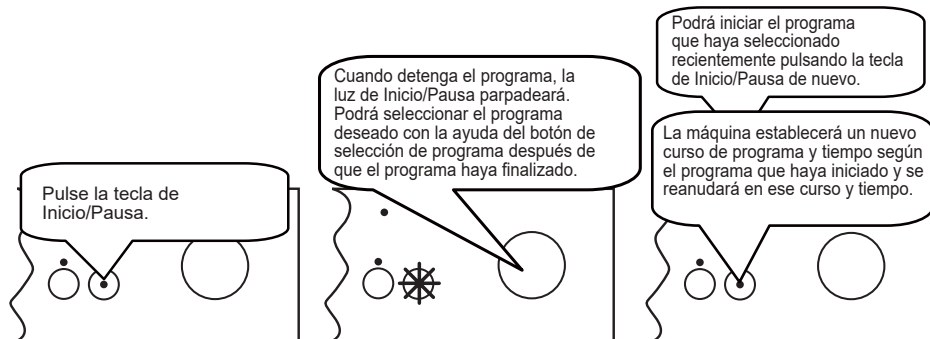 Pulse la tecla de
Inicio/Pausa.
Cuando detenga el programa, la
luz de Inicio/Pausa parpadeará.
Podrá seleccionar el programa
deseado con la ayuda del botón de
selección de programa después de
que el programa haya finalizado.
Podrá iniciar el programa
que haya seleccionado
recientemente pulsando la tecla
de Inicio/Pausa de nuevo.
La máquina establecerá un nuevo
curso de programa y tiempo según
el programa que haya iniciado y se
reanudará en ese curso y tiempo.